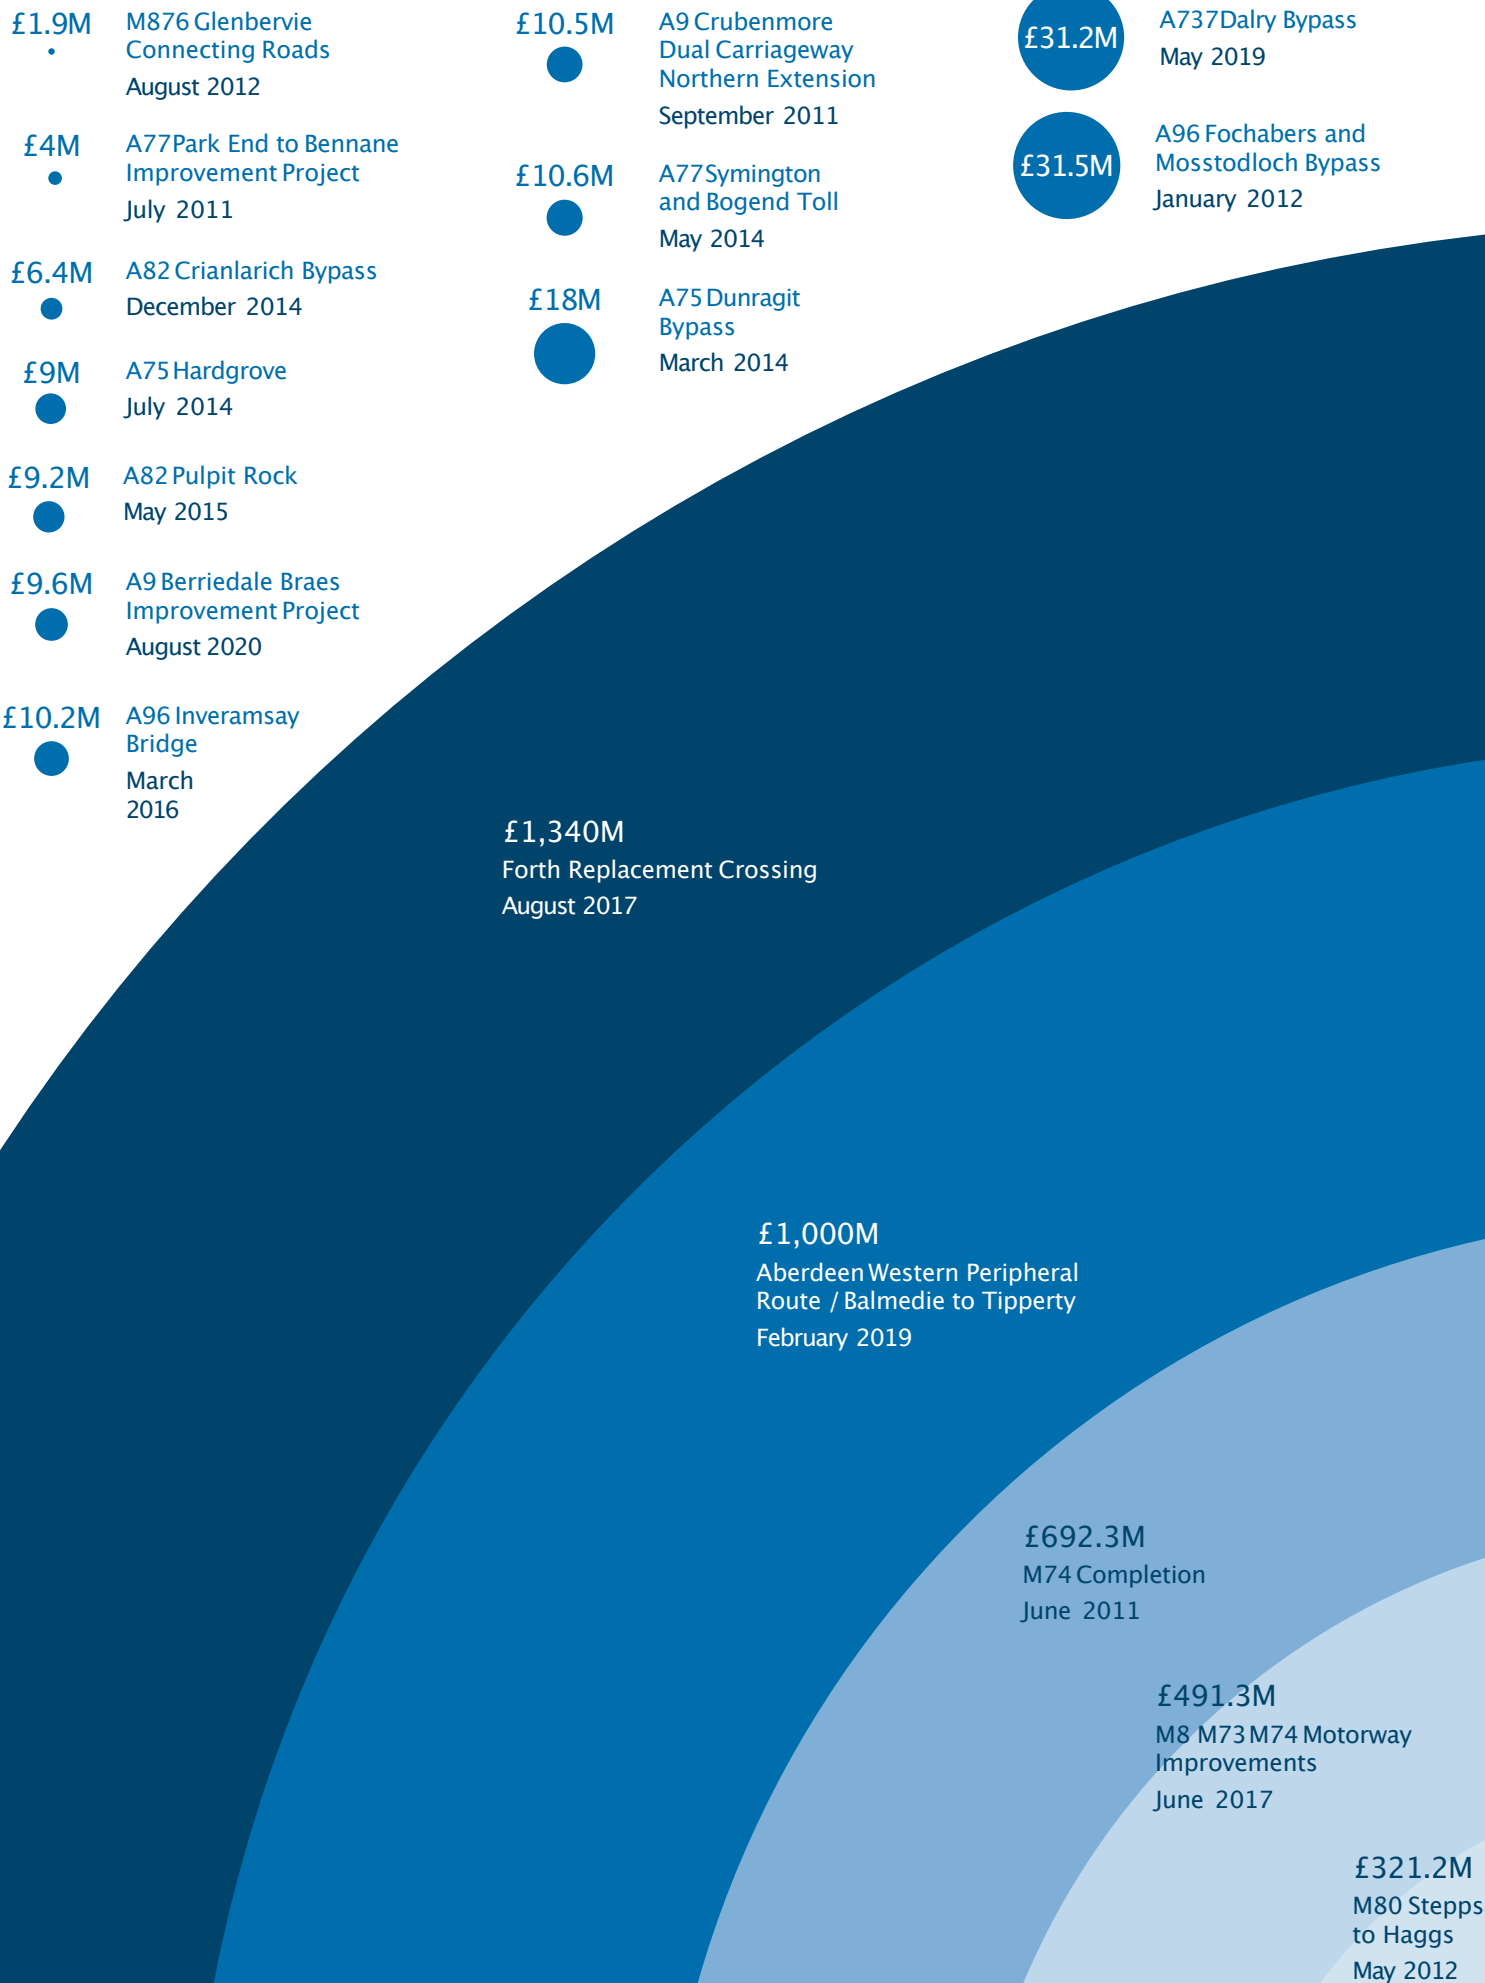 £1.9M
M876 Glenbervie
Connecting Roads
August 2012
£4M
A77 Park End to Bennane
Improvement Project
July 2011
£6.4M
A82 Crianlarich Bypass
December 2014
£9M
A75 Hardgrove
July 2014
£9.2M
A82 Pulpit Rock
May 2015
£9.6M
A9 Berriedale Braes
Improvement Project
August 2020
£10.2M
A96 Inveramsay
Bridge
March
2016
£10.5M
A9 Crubenmore
Dual Carriageway
Northern Extension
September 2011
£10.6M
A77 Symington
and Bogend Toll
May 2014
£18M
A75 Dunragit
Bypass
March 2014
£31.2M
A737 Dalry Bypass
May 2019
£31.5M
A96 Fochabers and
Mosstodloch Bypass
January 2012
£1,340M
Forth Replacement Crossing
August 2017
£1,000M
Aberdeen Western Peripheral
Route / Balmedie to Tipperty
February 2019
£692.3M
M74 Completion
June 2011
£491.3M
M8 M73 M74 Motorway
Improvements
June 2017
£321.2M
M80 Stepps
to Haggs
May 2012